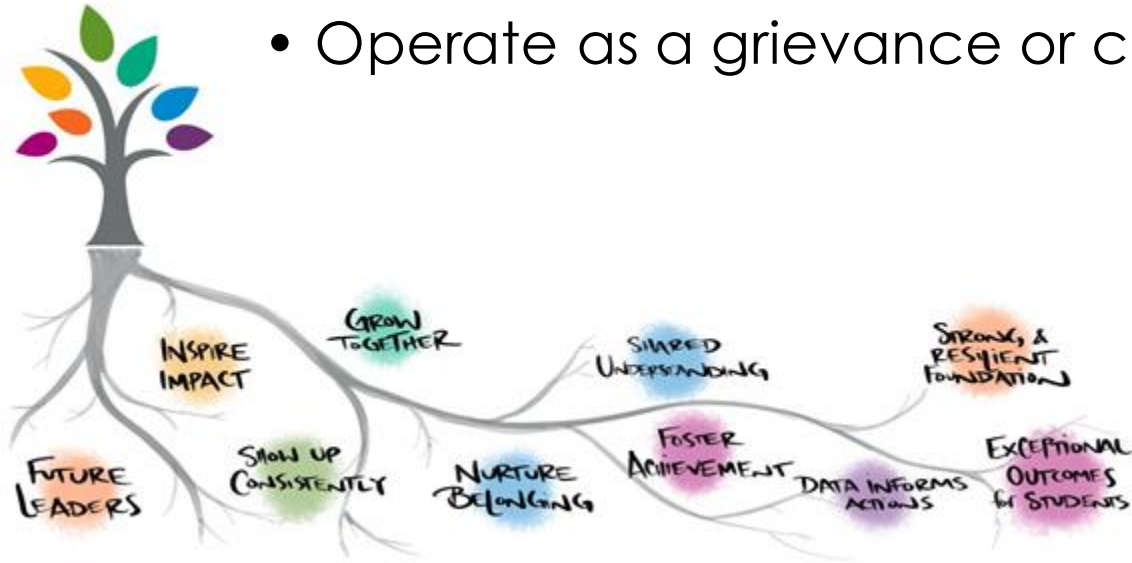 • Operate as a grievance or c
INSPIRE
IMPACT
GROW
TOGETHER
SHARED
UNDERSTANDING
STRONG, &
RESILIENT
FOUNDATION
FUTURE
LEADERS
SHOW UP
CONSISTENTLY
NURTURE
BELONGING
FOSTER
ACHIEVEMENT
DATA INFORMS
ACTIONS
EXCEPTIONAL
OUTCOMES
for STUDENTS